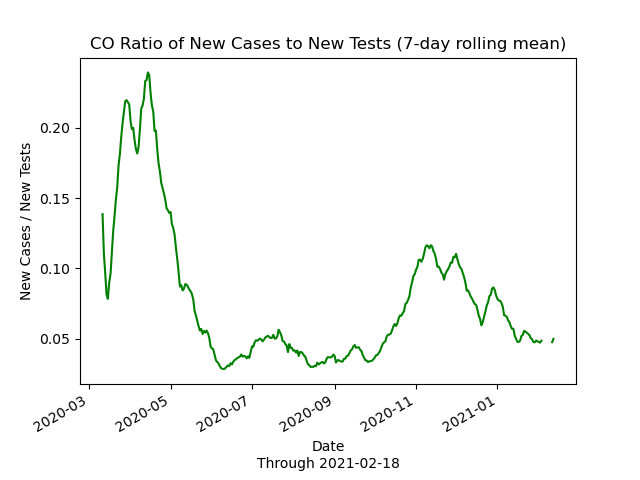 CO Ratio of New Cases to New Tests (7-day rolling mean)
New Cases / New Tests
0.20
0.15
0.10
0.05
2020-03
2020-05
2020-07
2020-09
2020-11
2021-01
Date
Through 2021-02-18